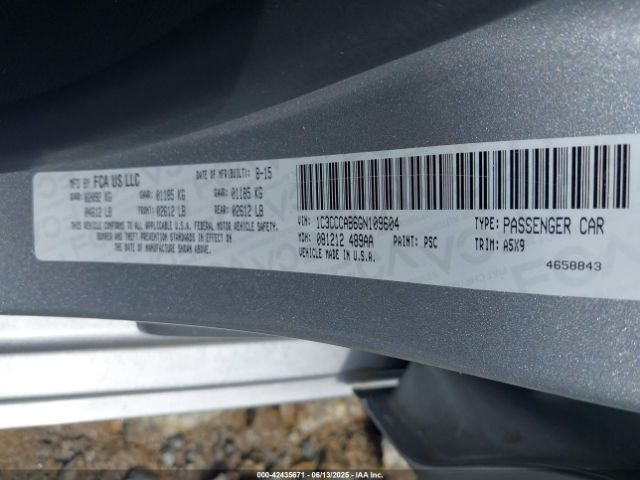 MFD BY FCA US LLC
DATE OF MFR(BUILT): 8-15
GVWR: 02092 KG GAWR: 01185 KG GAWR: 01185 KG
04612 LB FRONT: 02612 LB REAR: 02612 LB
THIS VEHICLE CONFORMS TO ALL APPLICABLE U.S.A. FEDERAL MOTOR VEHICLE SAFETY,
BUMPER AND THEFT PREVENTION STANDARDS IN EFFECT ON THE
DATE OF MANUFACTURE SHOWN ABOVE.
VIN: 1C3CCCAB6GN109604 TYPE: PASSENGER CAR
MDH: 081212 489AA PAINT: PSC TRIM: A5X9
VEHICLE MADE IN U.S.A.
4658843
00-42435671 - 06/13/2025 - COPYRIGHT © IAA, LLC